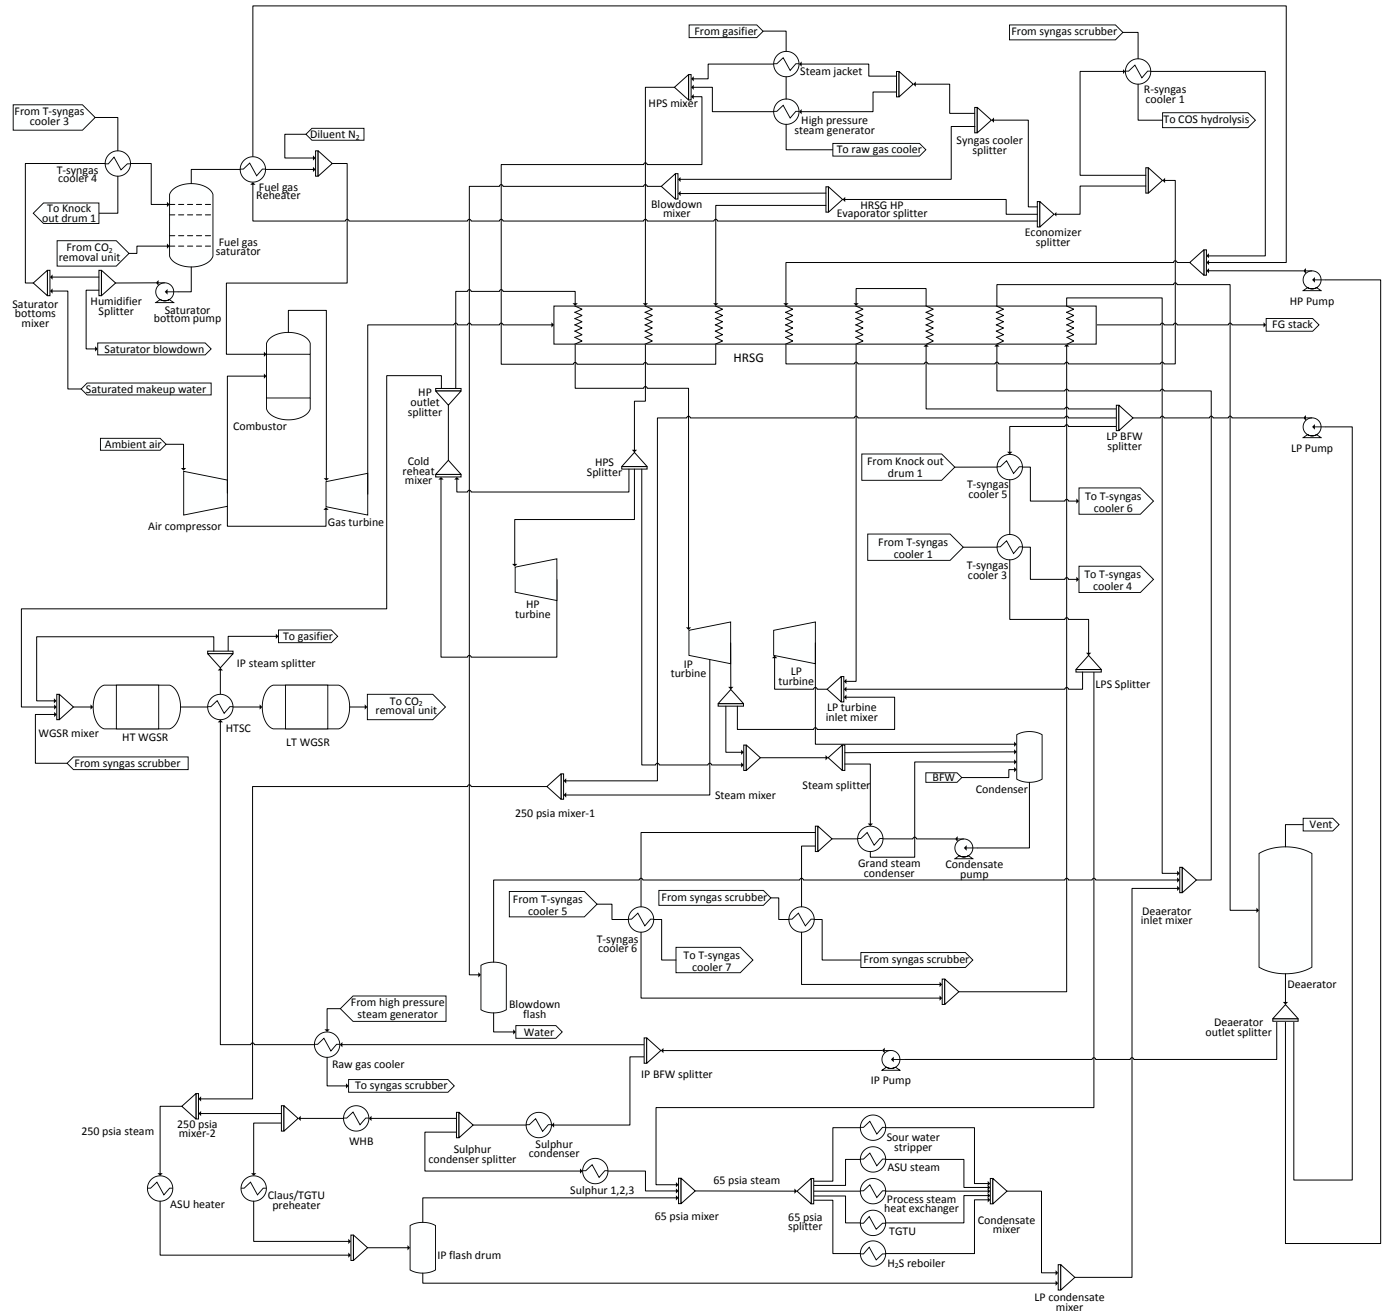 From gasifier
From syngas scrubber
Steam jacket
HPS mixer
R-syngas
cooler 1
From T-syngas
cooler 3
High pressure
steam generator
To COS hydrolysis
Diluent N₂
Syngas cooler
splitter
To raw gas cooler
T-syngas
cooler 4
Fuel gas
Reheater
Blowdown
mixer
HRSG HP
Evaporator splitter
To Knock
out drum 1
Economizer
splitter
From CO₂
removal unit
Fuel gas
saturator
Saturator
bottoms
mixer
Humidifier
Splitter
Saturator
bottom pump
HP Pump
FG stack
Saturator blowdown
HRSG
Saturated makeup water
HP
outlet
splitter
Combustor
LP BFW
splitter
LP Pump
Ambient air
Cold
reheat
mixer
HPS
Splitter
From Knock out
drum 1
T-syngas
cooler 5
To T-syngas
cooler 6
Air compressor
Gas turbine
From T-syngas
cooler 1
T-syngas
cooler 3
To T-syngas
cooler 4
HP
turbine
To gasifier
IP steam splitter
IP
turbine
LP
turbine
LPS Splitter
LP turbine
inlet mixer
To CO₂
removal unit
WGSR mixer
HT WGSR
HTSC
LT WGSR
From syngas scrubber
BFW
Steam mixer
Steam splitter
Condenser
250 psia mixer-1
Vent
Grand steam
condenser
Condensate
pump
From T-syngas
cooler 5
From syngas scrubber
Deaerator
inlet mixer
T-syngas
cooler 6
To T-syngas
cooler 7
From syngas scrubber
Deaerator
Blowdown
flash
From high pressure
steam generator
Water
Deaerator
outlet splitter
Raw gas cooler
IP BFW splitter
IP Pump
To syngas scrubber
250 psia
mixer-2
250 psia steam
WHB
Sulphur
condenser splitter
Sulphur
condenser
Sour water
stripper
ASU steam
ASU heater
Claus/TGTU
preheater
Sulphur 1,2,3
65 psia steam
Process steam
heat exchanger
65 psia mixer
65 psia
splitter
Condensate
mixer
TGTU
IP flash drum
H₂S reboiler
LP condensate
mixer